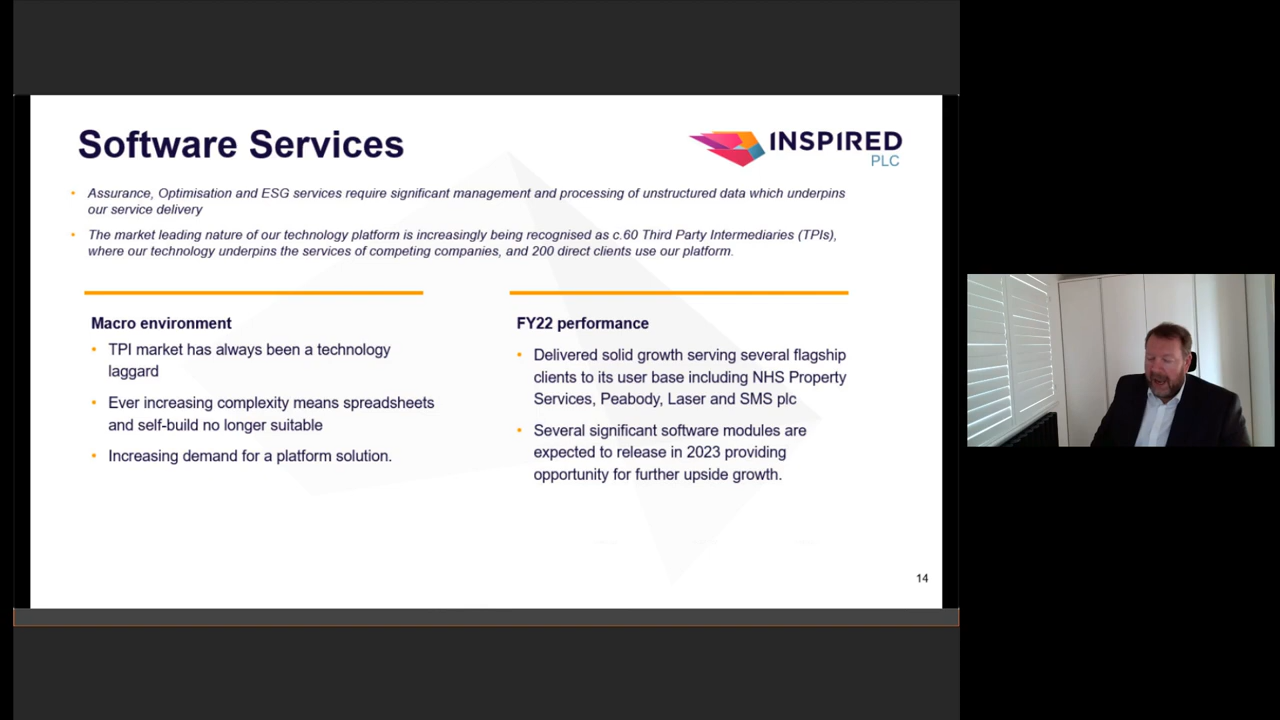 Software Services
INSPIRED
PLC
• Assurance, Optimisation and ESG services require significant management and processing of unstructured data which underpins
our service delivery
• The market leading nature of our technology platform is increasingly being recognised as c.60 Third Party Intermediaries (TPIs),
where our technology underpins the services of competing companies, and 200 direct clients use our platform.
Macro environment
• TPI market has always been a technology
laggard
• Ever increasing complexity means spreadsheets
and self-build no longer suitable
• Increasing demand for a platform solution.
FY22 performance
• Delivered solid growth serving several flagship
clients to its user base including NHS Property
Services, Peabody, Laser and SMS plc
• Several significant software modules are
expected to release in 2023 providing
opportunity for further upside growth.
14